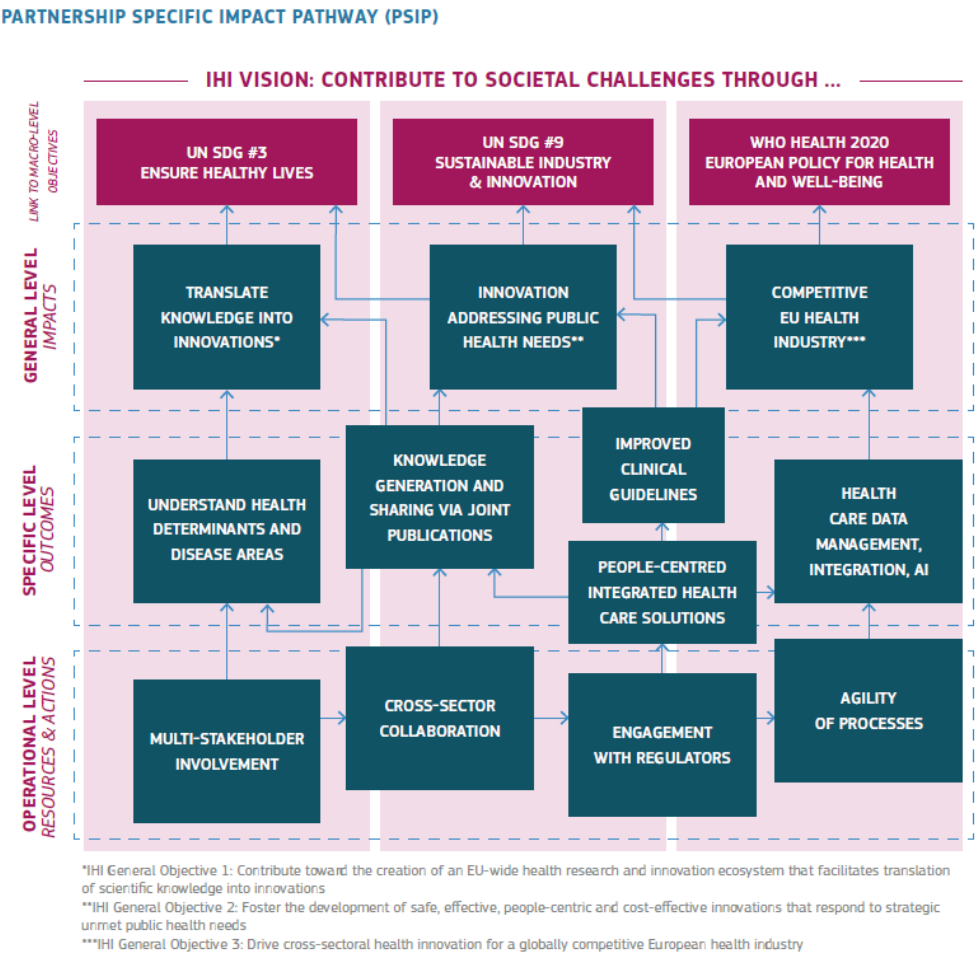 PARTNERSHIP SPECIFIC IMPACT PATHWAY (PSIP)
IHI VISION: CONTRIBUTE TO SOCIETAL CHALLENGES THROUGH ...
LINK TO MACRO-LEVEL
OBJECTIVES
UN SDG #3
ENSURE HEALTHY LIVES
UN SDG #9
SUSTAINABLE INDUSTRY
& INNOVATION
WHO HEALTH 2020
EUROPEAN POLICY FOR HEALTH
AND WELL-BEING
GENERAL LEVEL
IMPACTS
TRANSLATE
KNOWLEDGE INTO
INNOVATIONS*
INNOVATION
ADDRESSING PUBLIC
HEALTH NEEDS**
COMPETITIVE
EU HEALTH
INDUSTRY***
SPECIFIC LEVEL
OUTCOMES
UNDERSTAND HEALTH
DETERMINANTS AND
DISEASE AREAS
KNOWLEDGE
GENERATION AND
SHARING VIA JOINT
PUBLICATIONS
IMPROVED
CLINICAL
GUIDELINES
PEOPLE-CENTRED
INTEGRATED HEALTH
CARE SOLUTIONS
HEALTH
CARE DATA
MANAGEMENT,
INTEGRATION, AI
OPERATIONAL LEVEL
RESOURCES & ACTIONS
MULTI-STAKEHOLDER
INVOLVEMENT
CROSS-SECTOR
COLLABORATION
ENGAGEMENT
WITH REGULATORS
AGILITY
OF PROCESSES
*IHI General Objective 1: Contribute toward the creation of an EU-wide health research and innovation ecosystem that facilitates translation
of scientific knowledge into innovations
**IHI General Objective 2: Foster the development of safe, effective, people-centric and cost-effective innovations that respond to strategic
unmet public health needs
***IHI General Objective 3: Drive cross-sectoral health innovation for a globally competitive European health industry